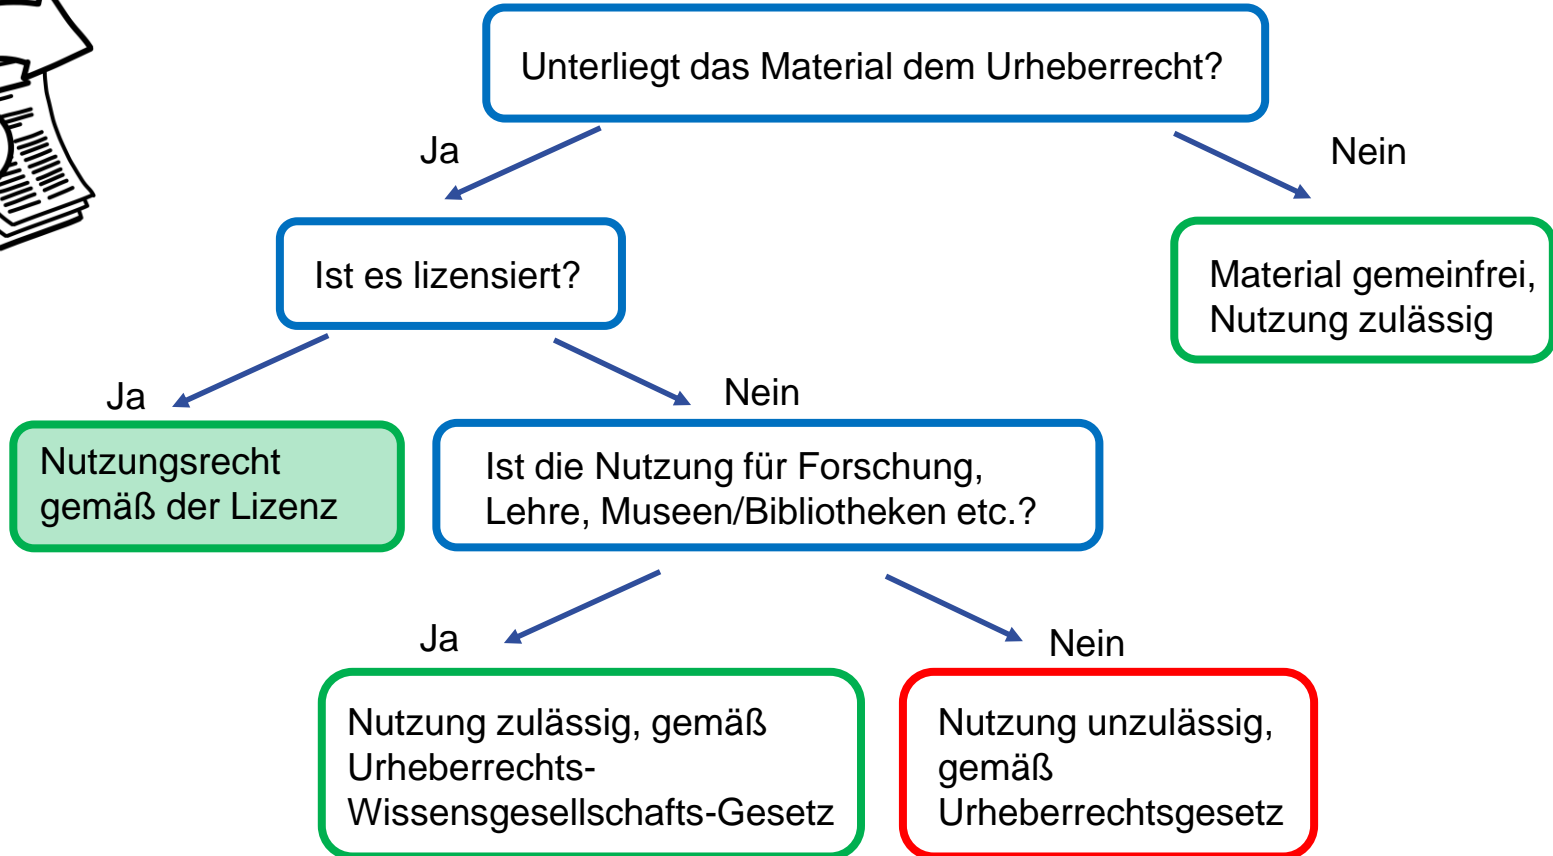 Unterliegt das Material dem Urheberrecht?
Ja
Nein
Ist es lizensiert?
Material gemeinfrei,
Nutzung zulässig
Ja
Nein
Nutzungsrecht
gemäß der Lizenz
Ist die Nutzung für Forschung,
Lehre, Museen/Bibliotheken etc.?
Ja
Nein
Nutzung zulässig, gemäß
Urheberrechts-
Wissensgesellschafts-Gesetz
Nutzung unzulässig,
gemäß
Urheberrechtsgesetz